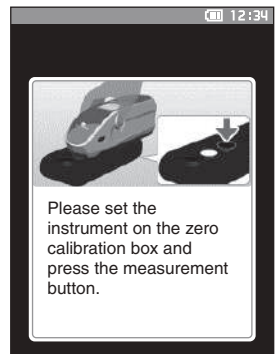 12:34
Please set the
instrument on the zero
calibration box and
press the measurement
button.